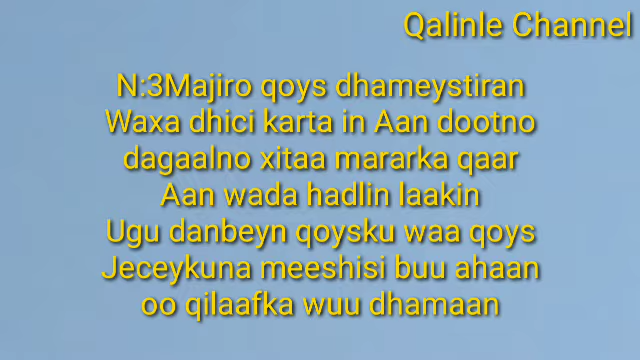 Qalinle Channel
N:3Majiro qoys dhameystiran
Waxa dhici karta in Aan dootno
dagaalno xitaa mararka qaar
Aan wada hadlin laakin
Ugu danbeyn qoysku waa qoys
Jeceykuna meeshisi buu ahaan
oo qilaafka wuu dhamaan